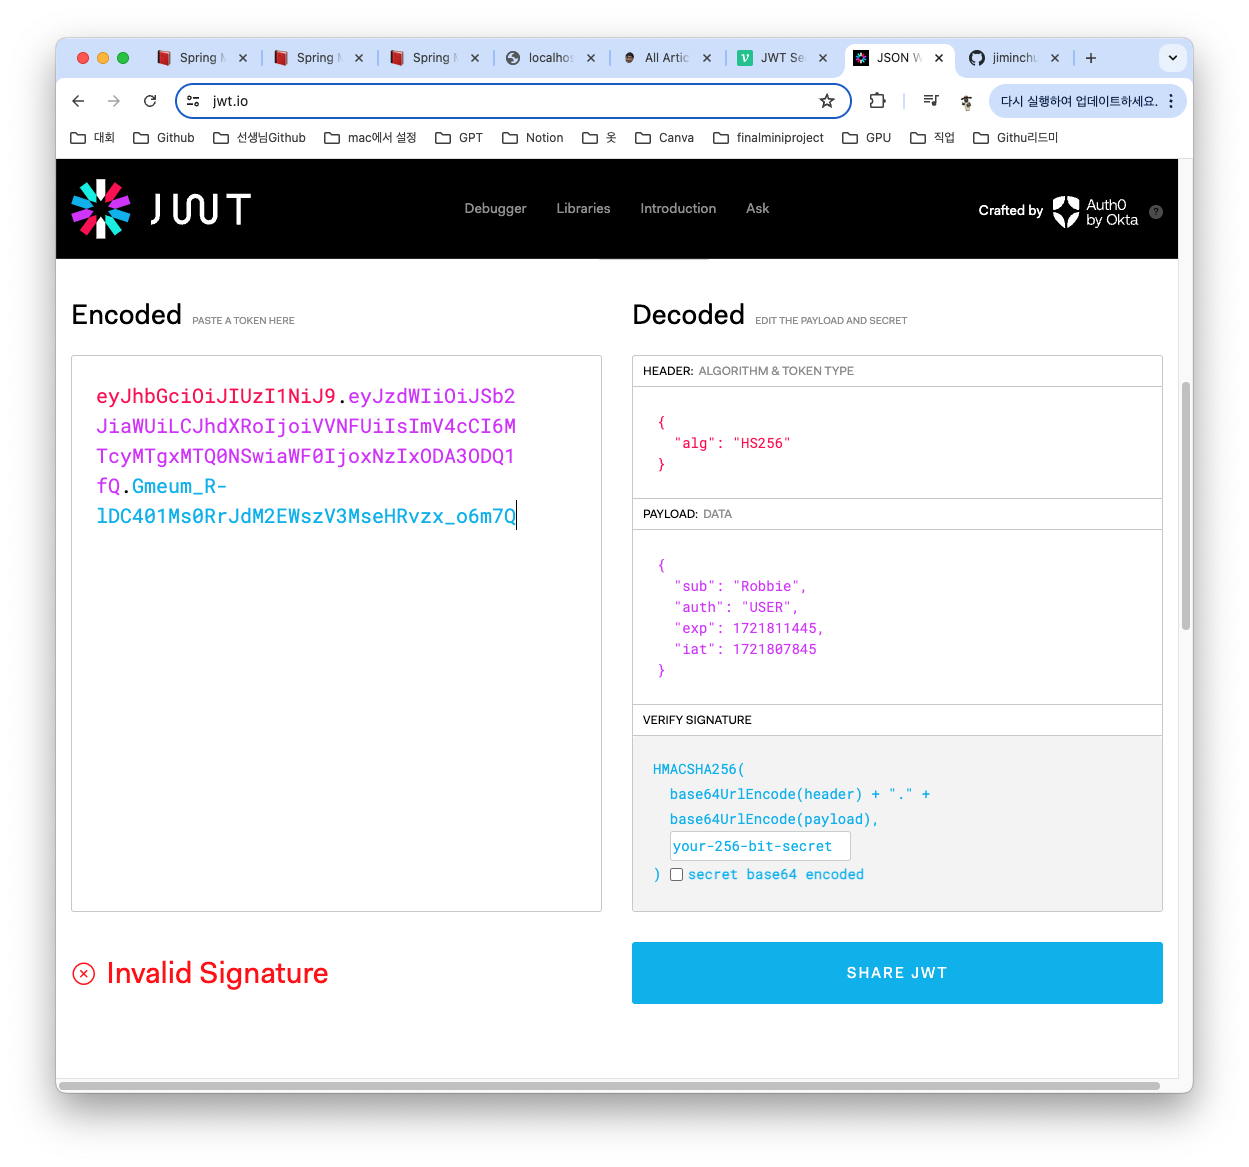 Spring M
Spring M
Spring M
localhos
All Artic
JWT Se
JSON W
jiminchu
jwt.io
다시 실행하여 업데이트하세요.
대회
Github
선생님Github
mac에서 설정
GPT
Notion
옷
Canva
finalminiproject
GPU
직업
Githu리드미
JWT
Debugger
Libraries
Introduction
Ask
Crafted by
Auth0
by Okta
?
Encoded PASTE A TOKEN HERE
eyJhbGciOiJIUzI1NiJ9.eyJzdWIiOiJSb2
JiaWUiLCJhdXRoIjoiVVNFUiIsImV4cCI6M
TcyMTgxMTQ0NSwiaWF0IjoxNzIxODA3ODQ1
fQ.Gmeum_R-
lDC401Ms0RrJdM2EWszV3MseHRvzx_o6m7Q
Invalid Signature
Decoded EDIT THE PAYLOAD AND SECRET
HEADER: ALGORITHM & TOKEN TYPE
{
"alg": "HS256"
}
PAYLOAD: DATA
{
"sub": "Robbie",
"auth": "USER",
"exp": 1721811445,
"iat": 1721807845
}
VERIFY SIGNATURE
HMACSHA256(
base64UrlEncode(header) + "." +
base64UrlEncode(payload),
your-256-bit-secret
) secret base64 encoded
SHARE JWT